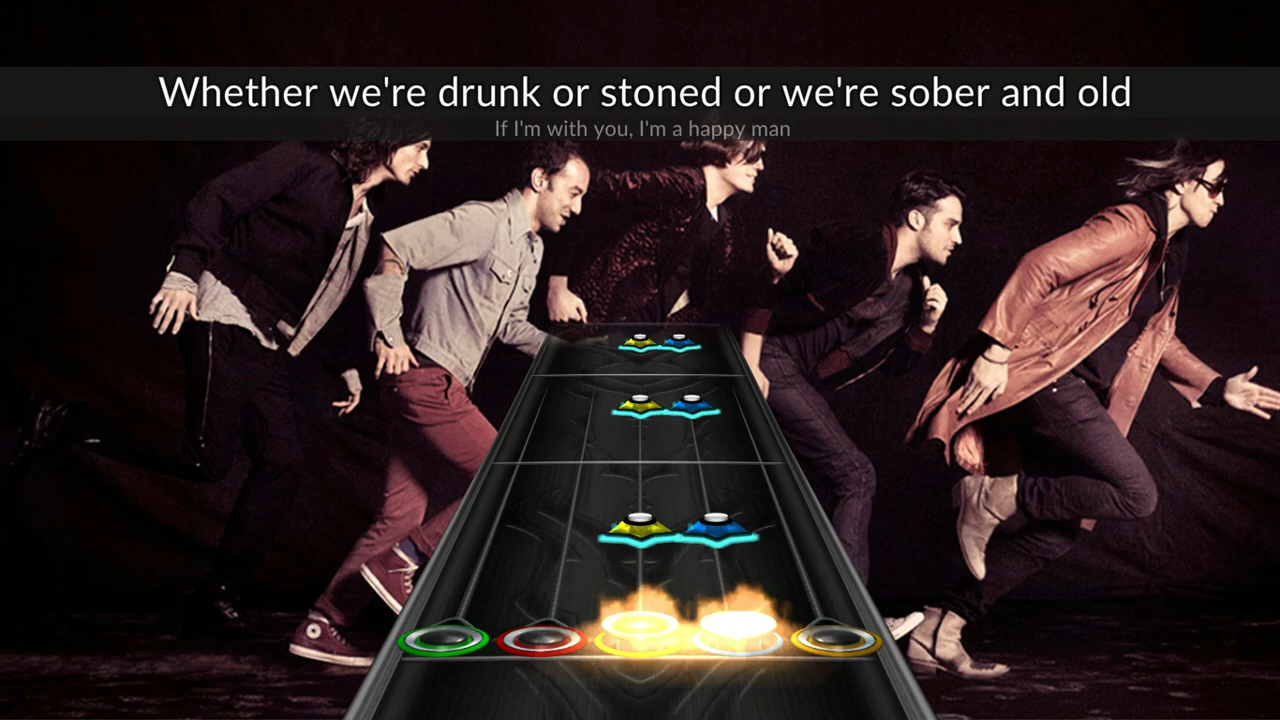 Whether we're drunk or stoned or we're sober and old
If I'm with you, I'm a happy man